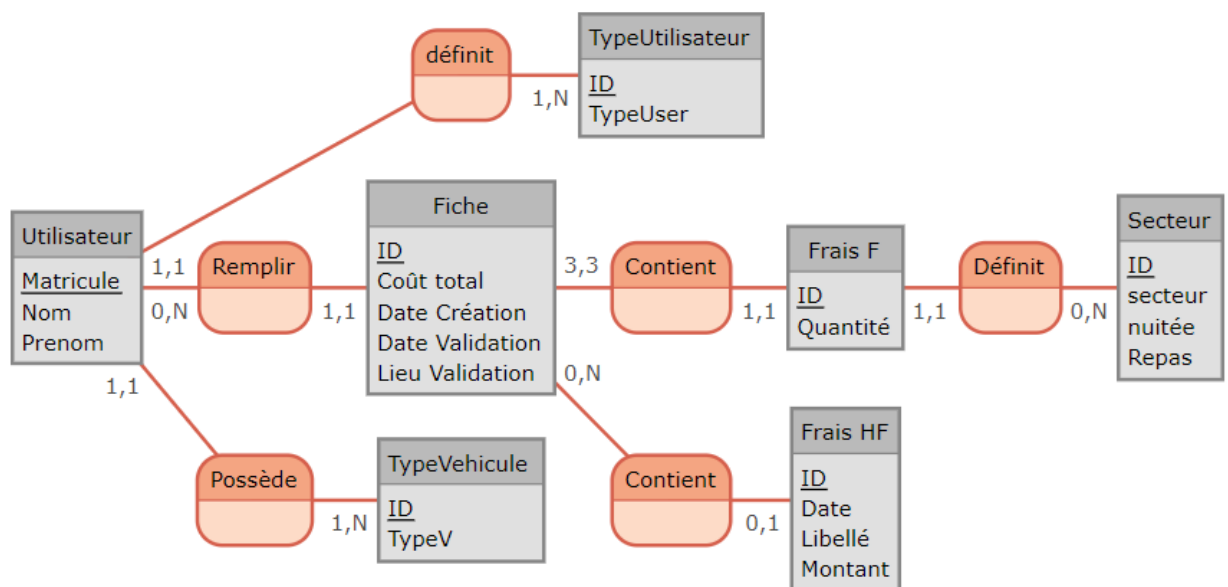 définit
TypeUtilisateur
ID
TypeUser
1,N
Utilisateur
Matricule
Nom
Prenom
1,1
0,N
1,1
Remplir
1,1
Fiche
ID
Coût total
Date Création
Date Validation
Lieu Validation
3,3
0,N
Contient
1,1
Frais F
ID
Quantité
1,1
Définit
0,N
Secteur
ID
secteur
nuitée
Repas
Possède
1,N
TypeVehicule
ID
TypeV
Contient
0,1
Frais HF
ID
Date
Libellé
Montant